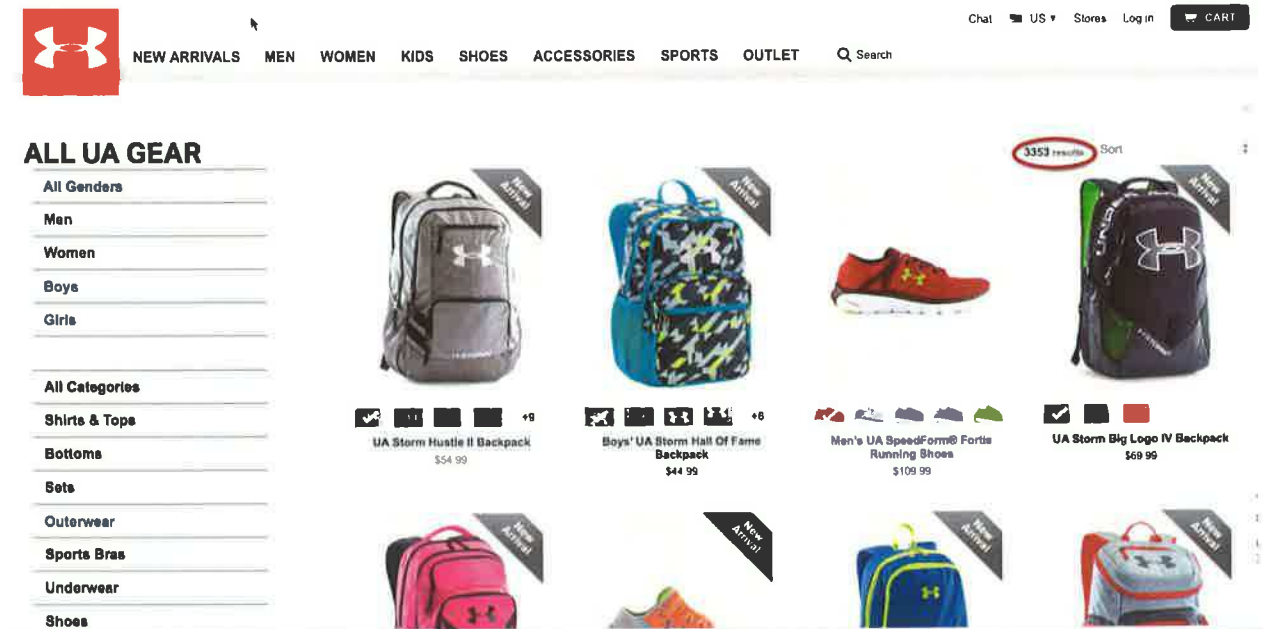 Chat US Stores Log in CART
NEW ARRIVALS MEN WOMEN KIDS SHOES ACCESSORIES SPORTS OUTLET Search
ALL UA GEAR
3353 results Sort
All Genders
Men
Women
Boys
Girls
All Categories
Shirts & Tops
Bottoms
Sets
Outerwear
Sports Bras
Underwear
Shoes
New
Arrival
New
Arrival
New
Arrival
+9
UA Storm Hustle II Backpack
$54 99
+6
Boys' UA Storm Hall Of Fame
Backpack
$44 99
Men's UA SpeedForm® Fortis
Running Shoes
$109 99
UA Storm Big Logo IV Backpack
$69 99
New
Arrival
New
Arrival
New
Arrival
New
Arrival